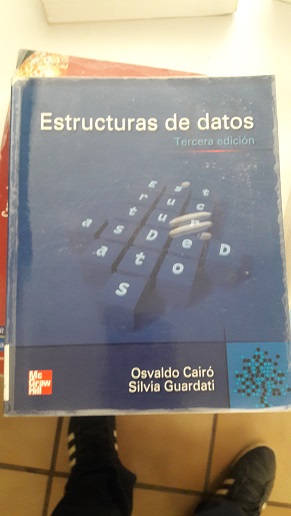 Estructuras de datos
Tercera edición
Mc
Graw
Hill
Osvaldo Cairó
Silvia Guardati